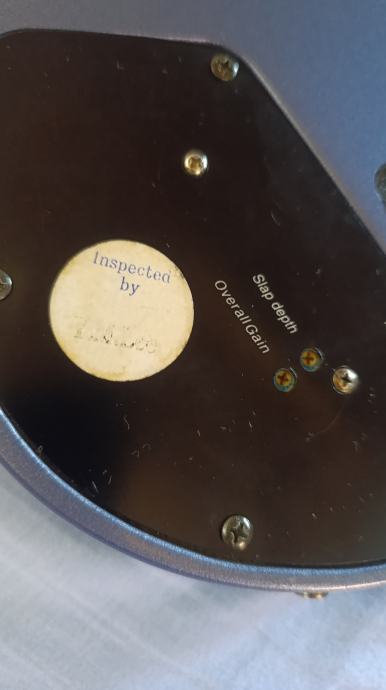 Inspected
by
Slap depth
Overall Gain